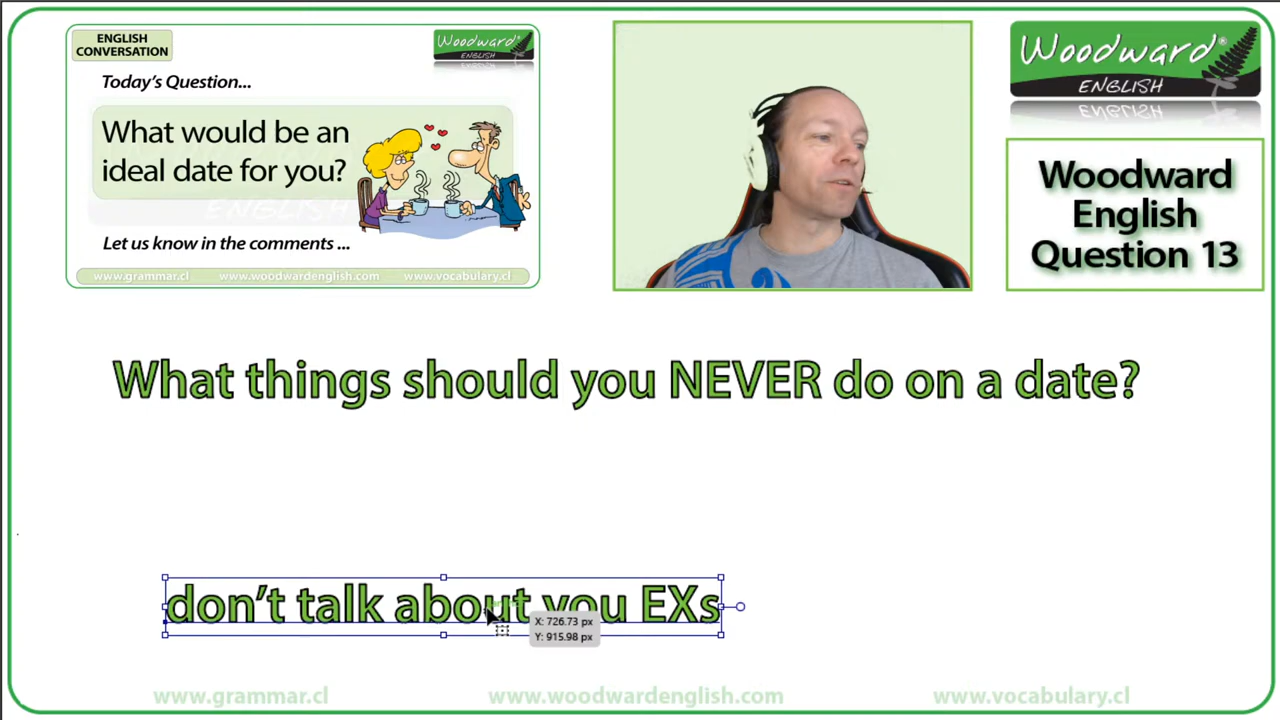 ENGLISH
CONVERSATION
Woodward
ENGLISH
Today's Question...
What would be an
ideal date for you?
Let us know in the comments ...
www.grammar.cl www.woodwardenglish.com www.vocabulary.cl
Woodward®
ENGLISH
Woodward
English
Question 13
What things should you NEVER do on a date?
don't talk about you EXs
X: 726.73 px
Y: 915.98 px
www.grammar.cl www.woodwardenglish.com www.vocabulary.cl